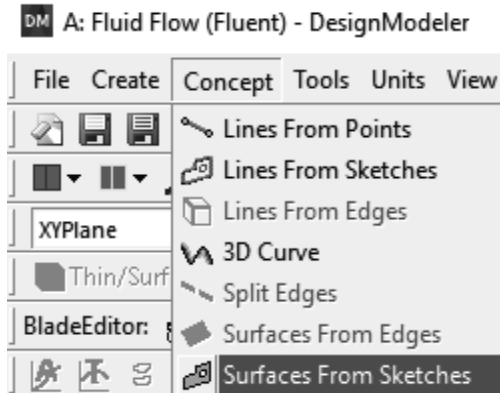 DM A: Fluid Flow (Fluent) - DesignModeler
File Create Concept Tools Units View
Lines From Points
Lines From Sketches
Lines From Edges
XYPlane
3D Curve
Thin/Surf
Split Edges
BladeEditor:
Surfaces From Edges
Surfaces From Sketches